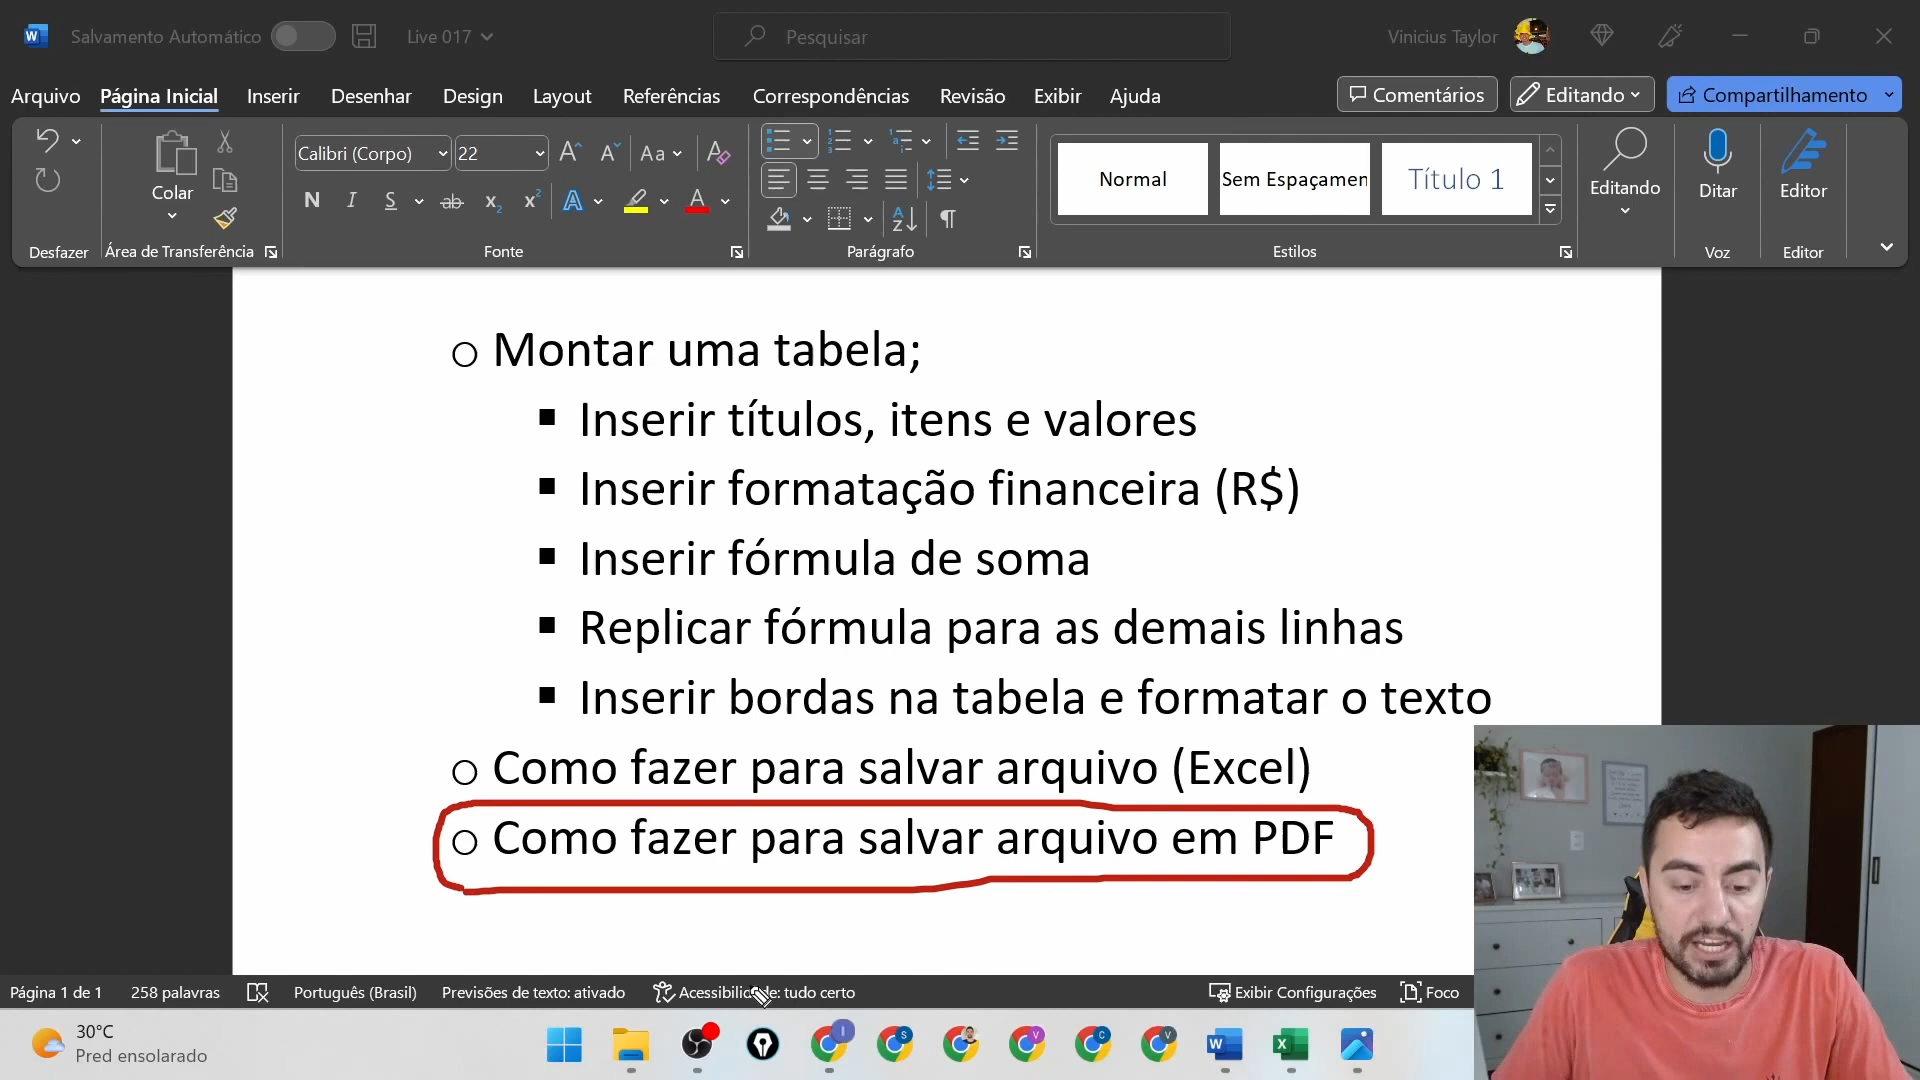 Salvamento Automático
Live 017
Pesquisar
Vinicius Taylor
Arquivo Página Inicial Inserir Desenhar Design Layout Referências Correspondências Revisão Exibir Ajuda
Comentários Editando Compartilhamento
Calibri (Corpo) 22
Aa
Colar
N I S ab x₂ x² A A
Normal
Sem Espaçamen
Título 1
Editando
Ditar
Editor
Desfazer Área de Transferência Fonte Parágrafo Estilos Voz Editor
o Montar uma tabela;
▪ Inserir títulos, itens e valores
▪ Inserir formatação financeira (R$)
▪ Inserir fórmula de soma
▪ Replicar fórmula para as demais linhas
▪ Inserir bordas na tabela e formatar o texto
o Como fazer para salvar arquivo (Excel)
o Como fazer para salvar arquivo em PDF
Página 1 de 1 258 palavras Português (Brasil) Previsões de texto: ativado Acessibilidade: tudo certo Exibir Configurações Foco
30°C
Pred ensolarado